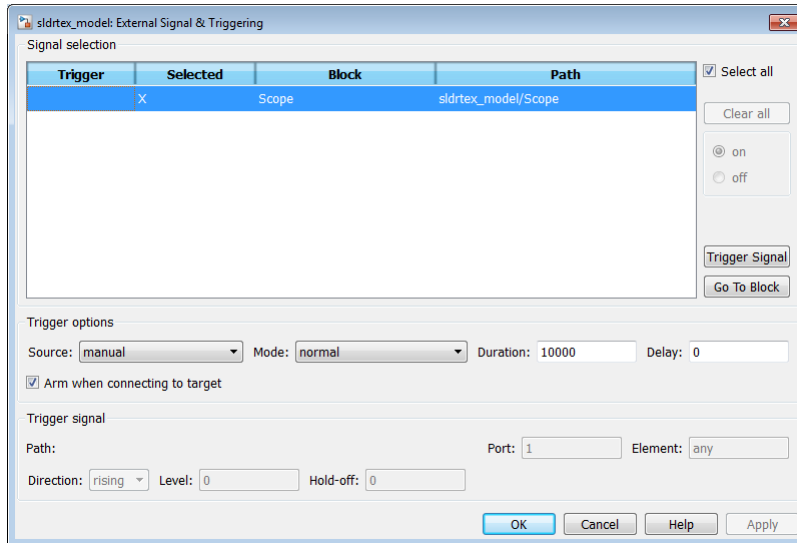 sldrtex_model: External Signal & Triggering
Signal selection
Trigger Selected Block Path
X Scope sldrtex_model/Scope
Select all
Clear all
on
off
Trigger Signal
Go To Block
Trigger options
Source: manual Mode: normal Duration: 10000 Delay: 0
Arm when connecting to target
Trigger signal
Path: Port: 1 Element: any
Direction: rising Level: 0 Hold-off: 0
OK Cancel Help Apply